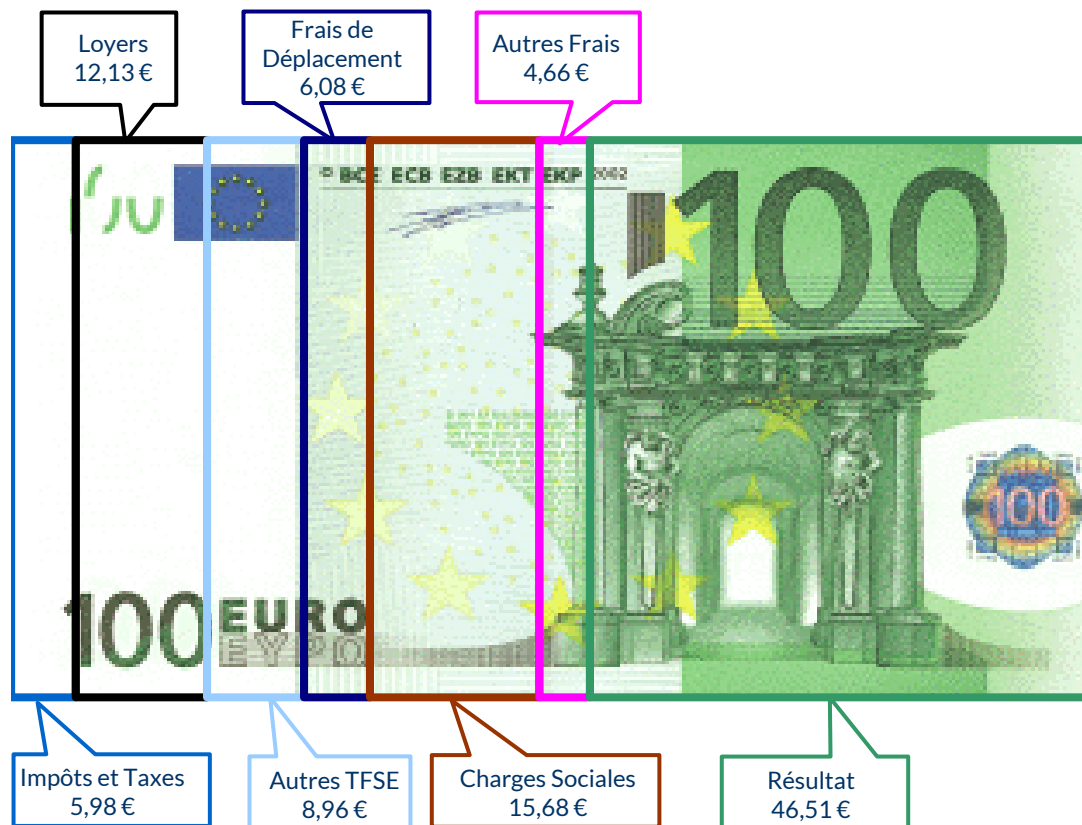 Loyers
12,13 €
Frais de
Déplacement
6,08 €
Autres Frais
4,66 €
© BCE ECB EZB EKT EKP 2002
100
100
100 EURO
ΕΥΡΩ
Impôts et Taxes
5,98 €
Autres TFSE
8,96 €
Charges Sociales
15,68 €
Résultat
46,51 €